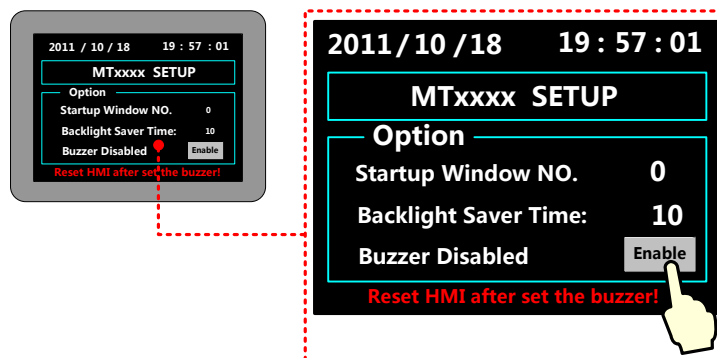 2011 / 10 / 18 19 : 57 : 01
MTxxxx SETUP
Option
Startup Window NO. 0
Backlight Saver Time: 10
Buzzer Disabled Enable
Reset HMI after set the buzzer!
2011 / 10 / 18 19 : 57 : 01
MTxxxx SETUP
Option
Startup Window NO. 0
Backlight Saver Time: 10
Buzzer Disabled Enable
Reset HMI after set the buzzer!